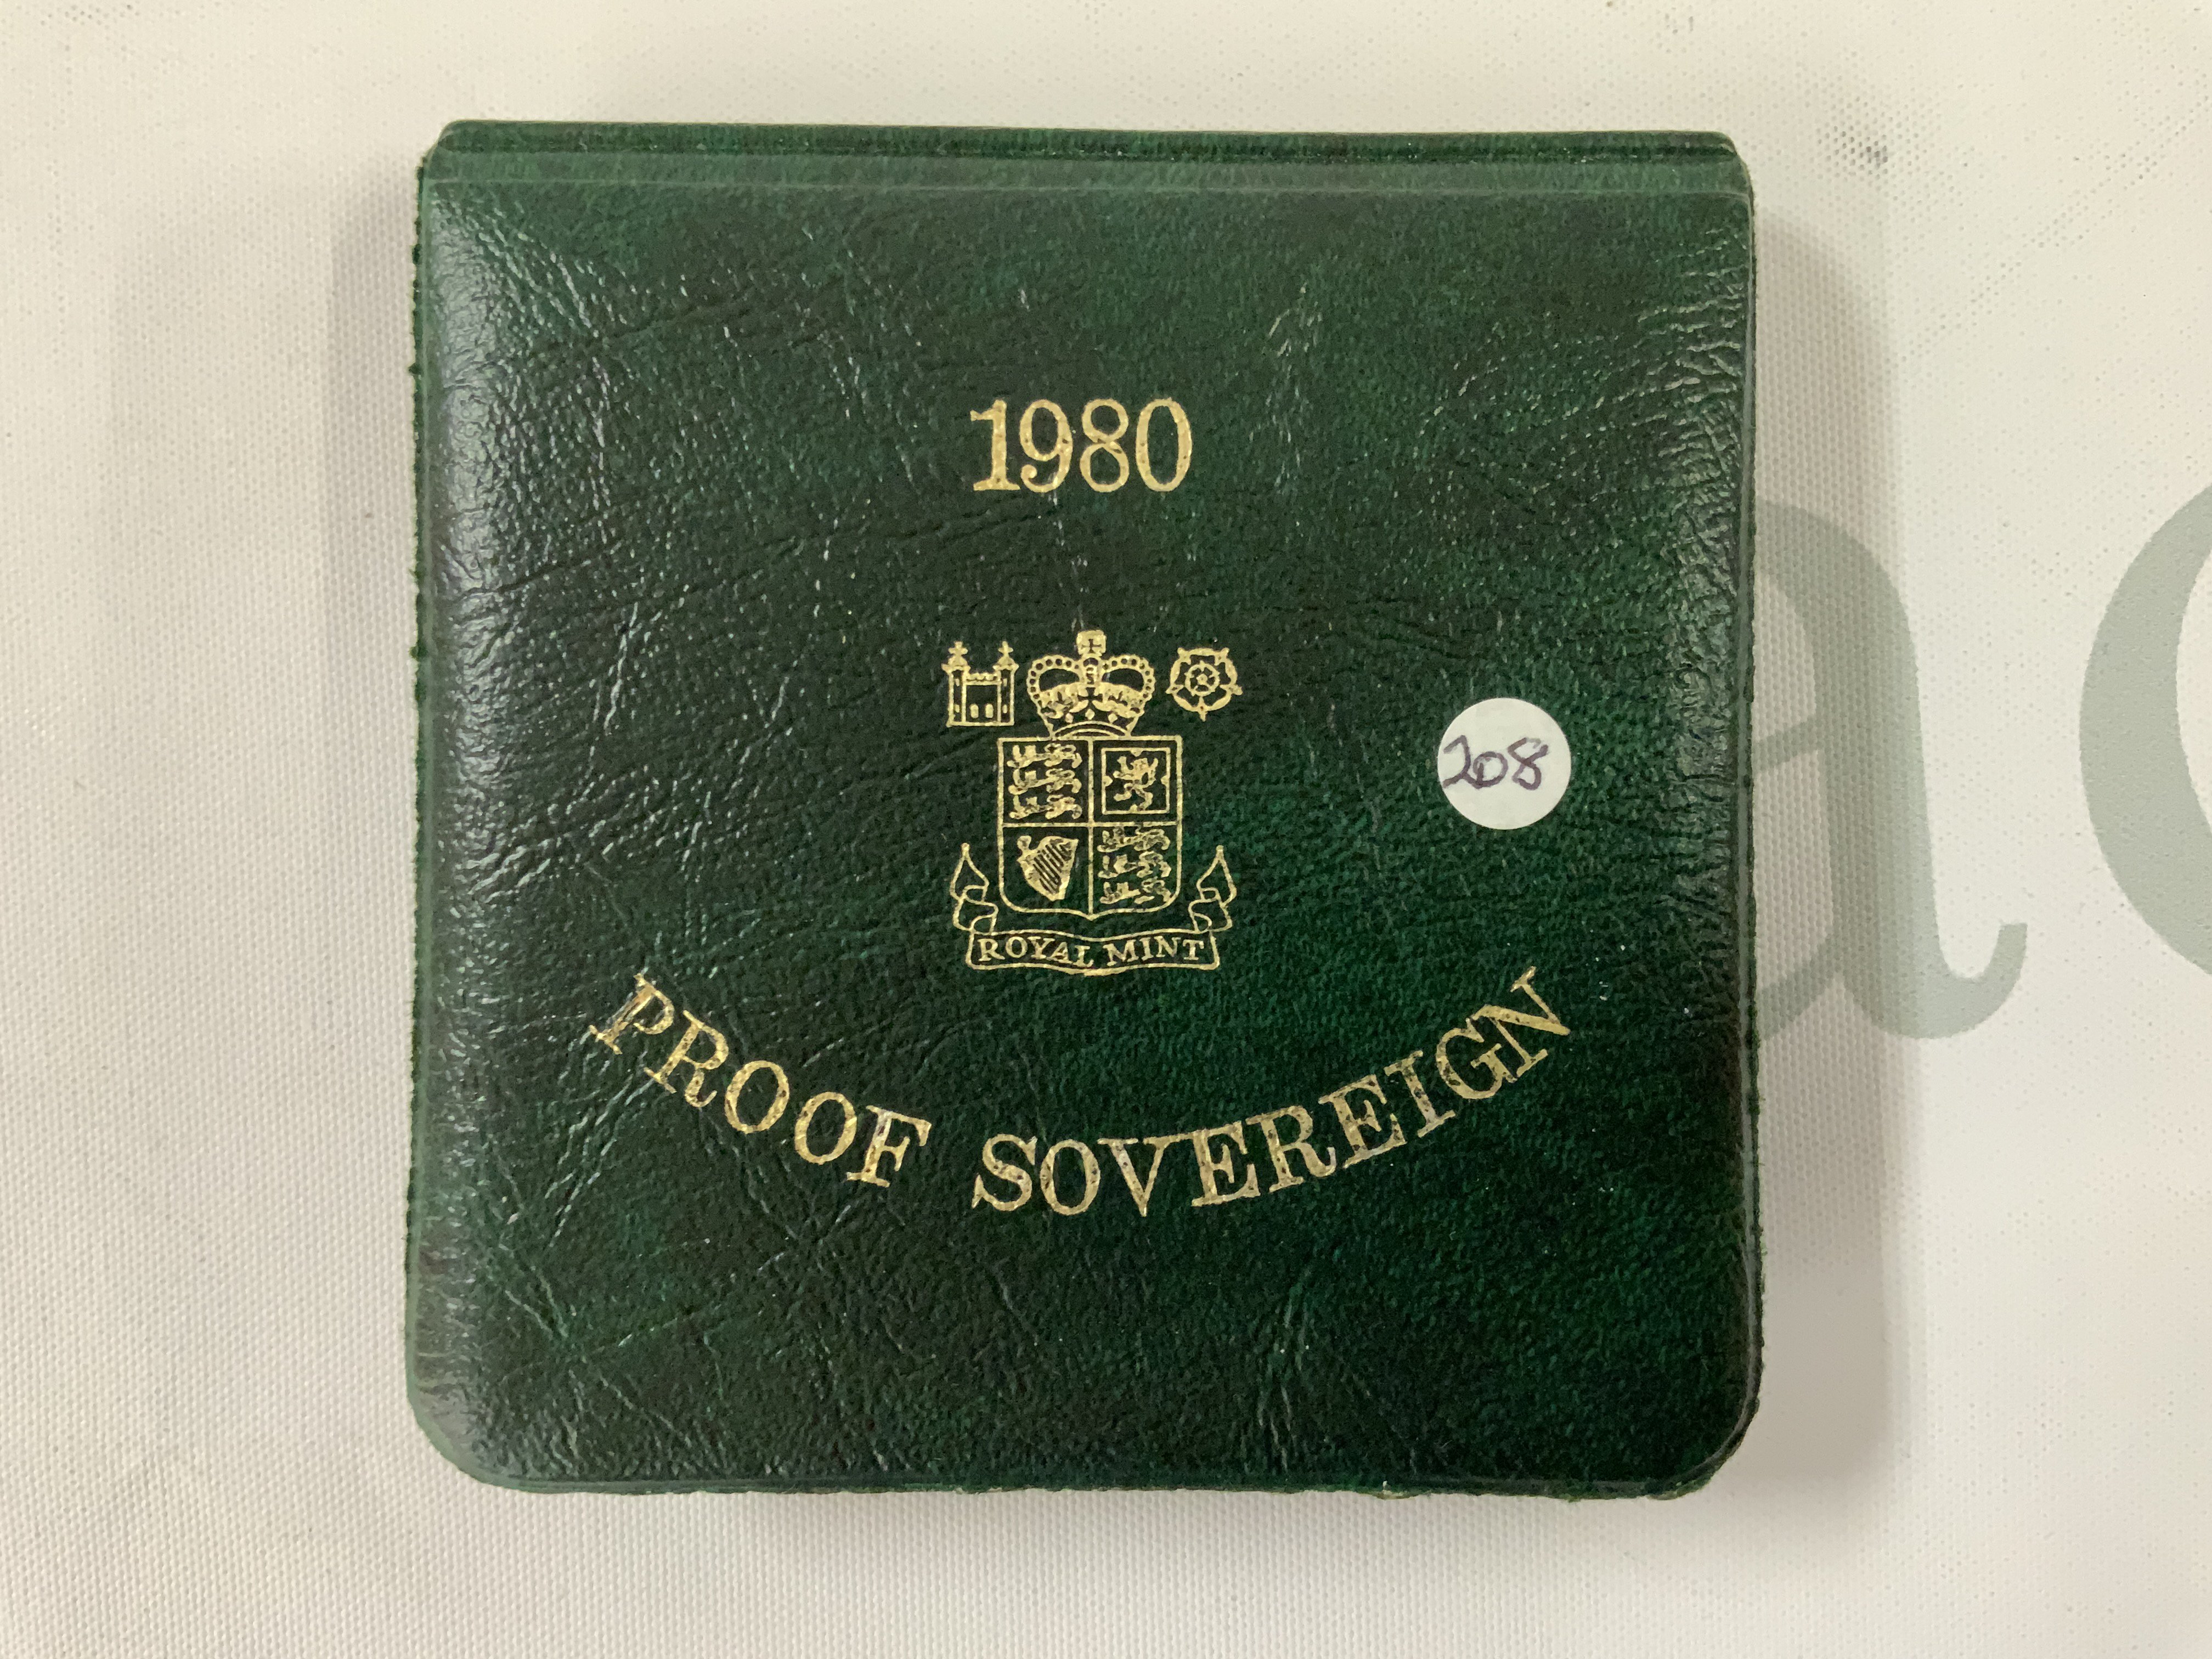 1980
208
ROYAL MINT
PROOF SOVEREIGN
a